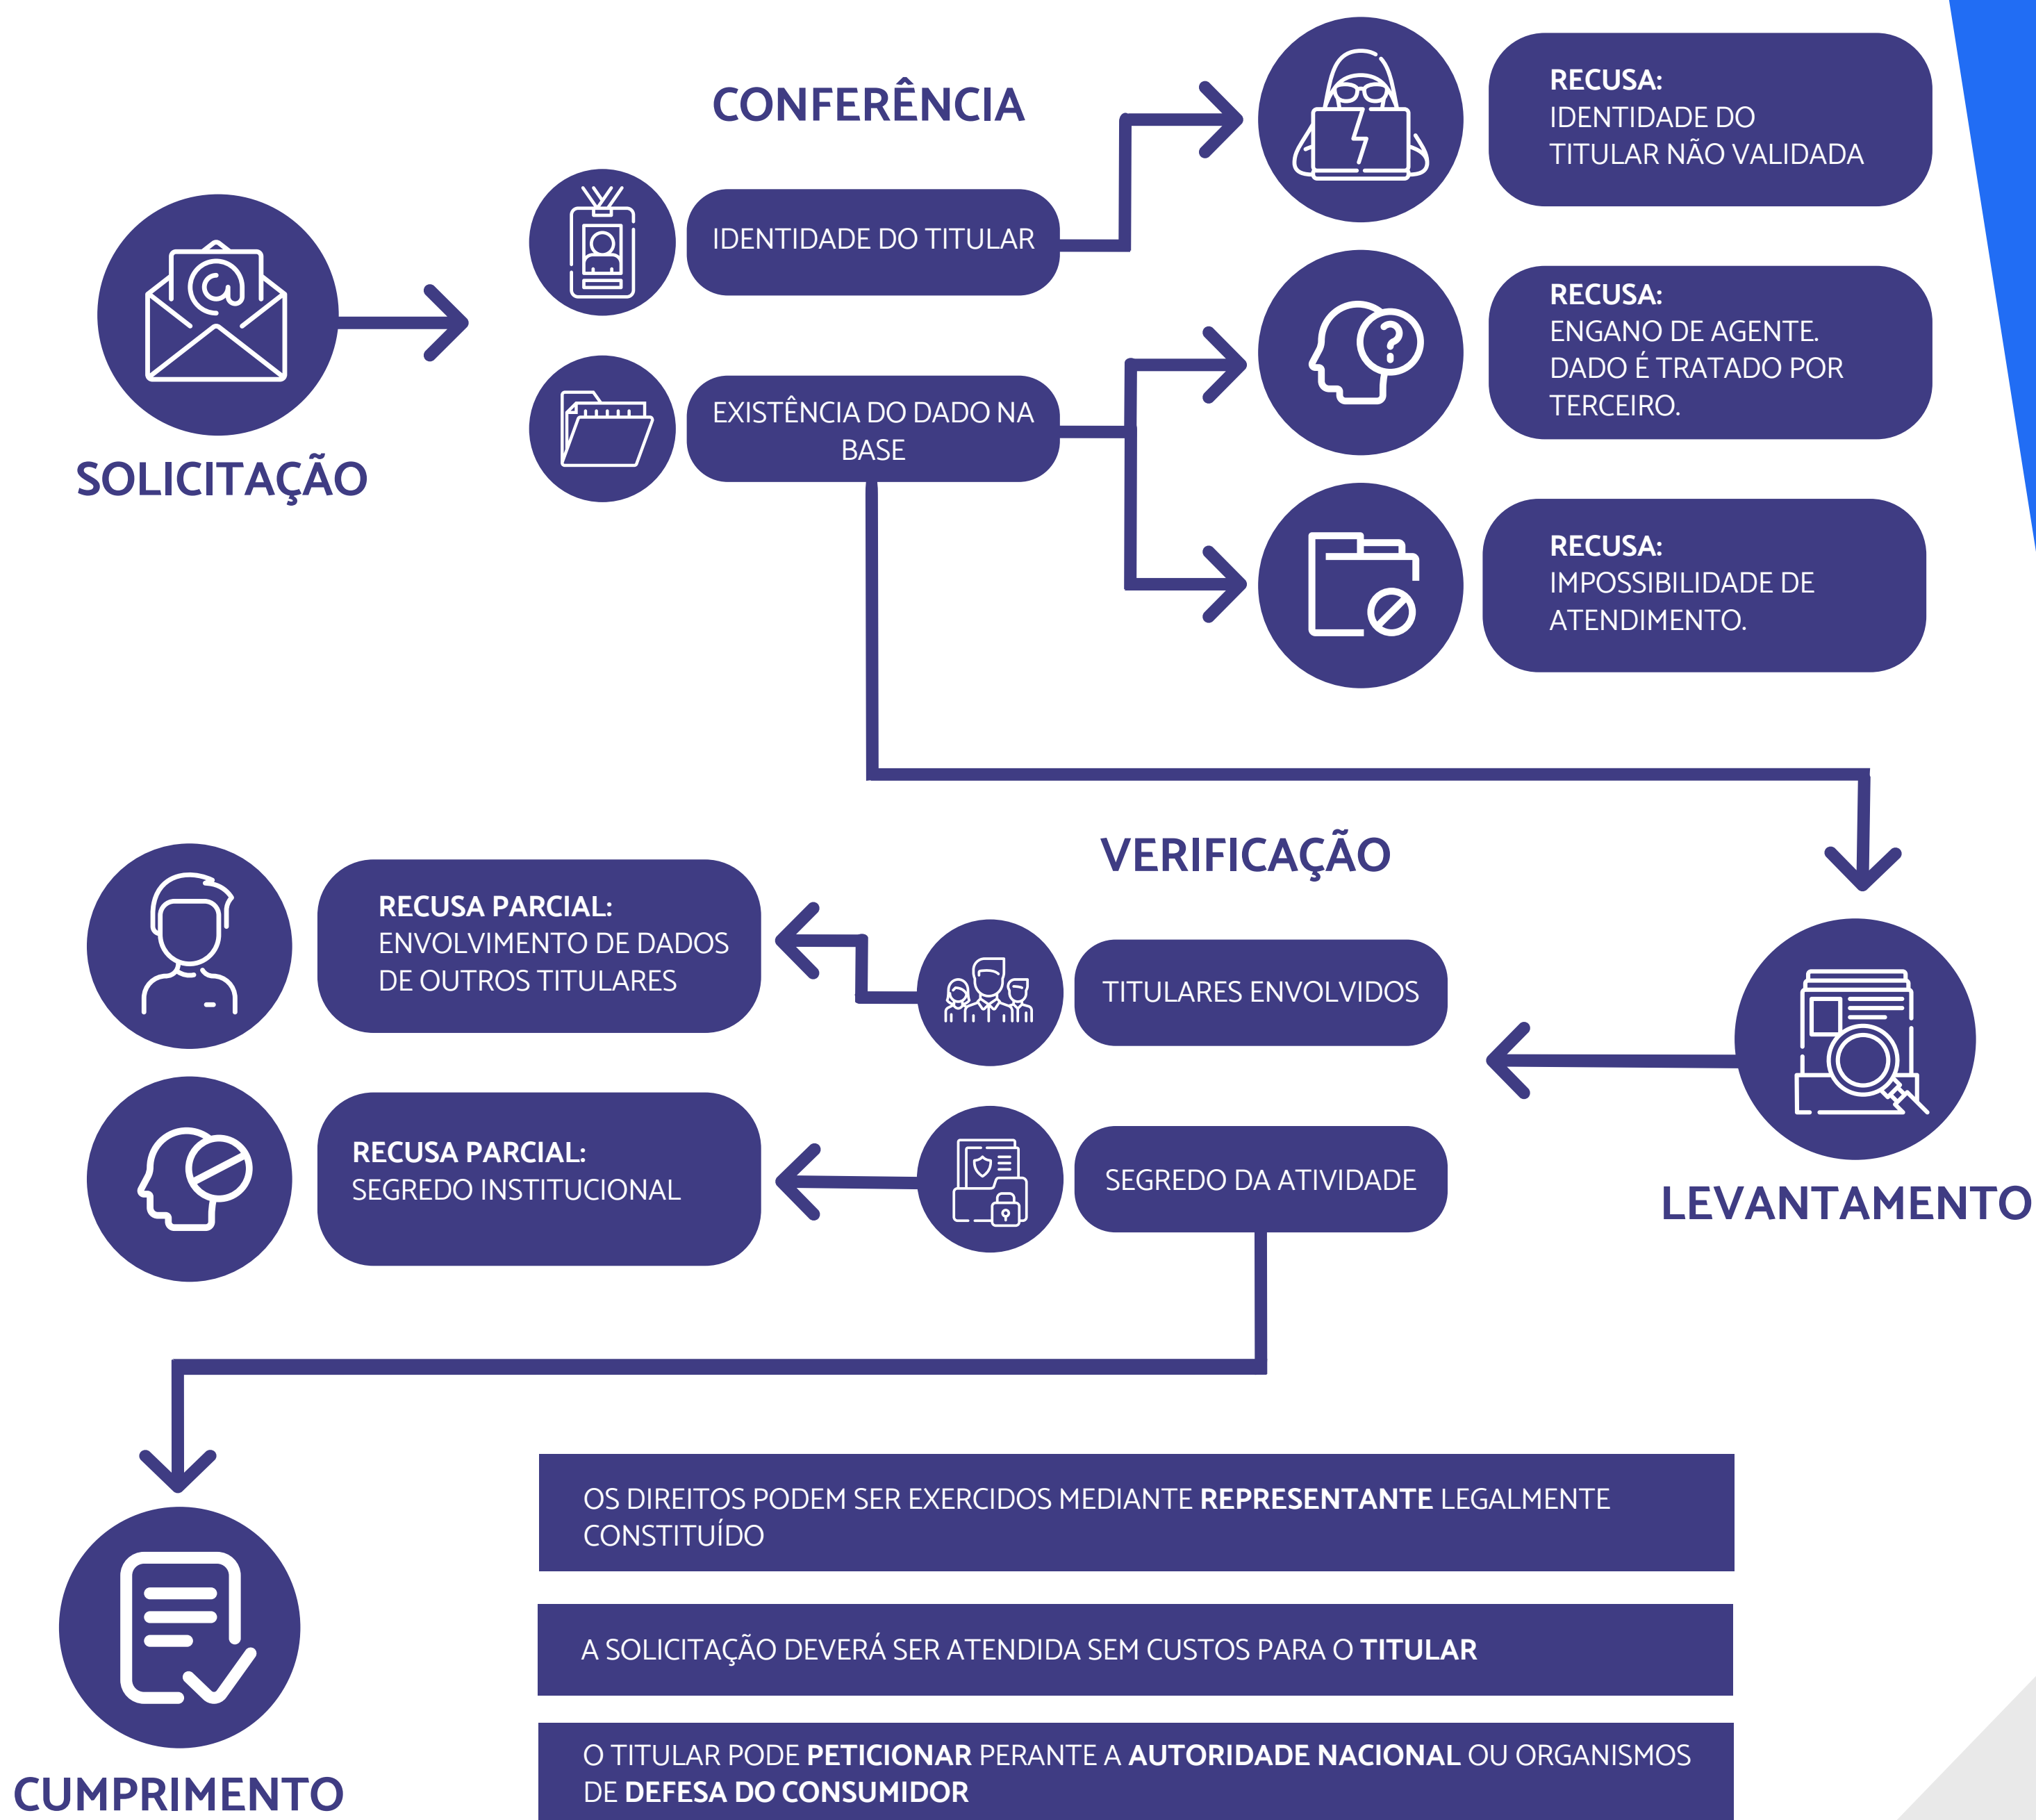 CONFERÊNCIA
SOLICITAÇÃO
IDENTIDADE DO TITULAR
EXISTÊNCIA DO DADO NA
BASE
RECUSA:
IDENTIDADE DO
TITULAR NÃO VALIDADA
RECUSA:
ENGANO DE AGENTE.
DADO É TRATADO POR
TERCEIRO.
RECUSA:
IMPOSSIBILIDADE DE
ATENDIMENTO.
LEVANTAMENTO
VERIFICAÇÃO
TITULARES ENVOLVIDOS
SEGREDO DA ATIVIDADE
RECUSA PARCIAL:
ENVOLVIMENTO DE DADOS
DE OUTROS TITULARES
RECUSA PARCIAL:
SEGREDO INSTITUCIONAL
CUMPRIMENTO
OS DIREITOS PODEM SER EXERCIDOS MEDIANTE REPRESENTANTE LEGALMENTE
CONSTITUÍDO
A SOLICITAÇÃO DEVERÁ SER ATENDIDA SEM CUSTOS PARA O TITULAR
O TITULAR PODE PETICIONAR PERANTE A AUTORIDADE NACIONAL OU ORGANISMOS
DE DEFESA DO CONSUMIDOR